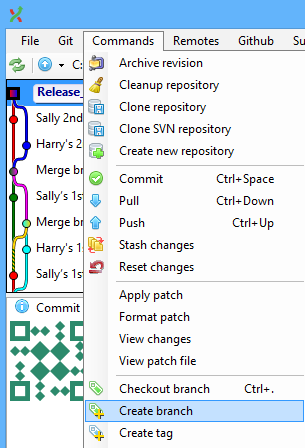 File Git Commands Remotes Github Su
C:
Release_
Sally 2nd
Harry's 2
Merge bra
Sally's 1st
Merge bre
Harry's 1s
Sally's 1st
Commit
Archive revision
Cleanup repository
Clone repository
Clone SVN repository
Create new repository
Commit Ctrl+Space
Pull Ctrl+Down
Push Ctrl+Up
Stash changes
Reset changes
Apply patch
Format patch
View changes
View patch file
Checkout branch Ctrl+.
Create branch
Create tag